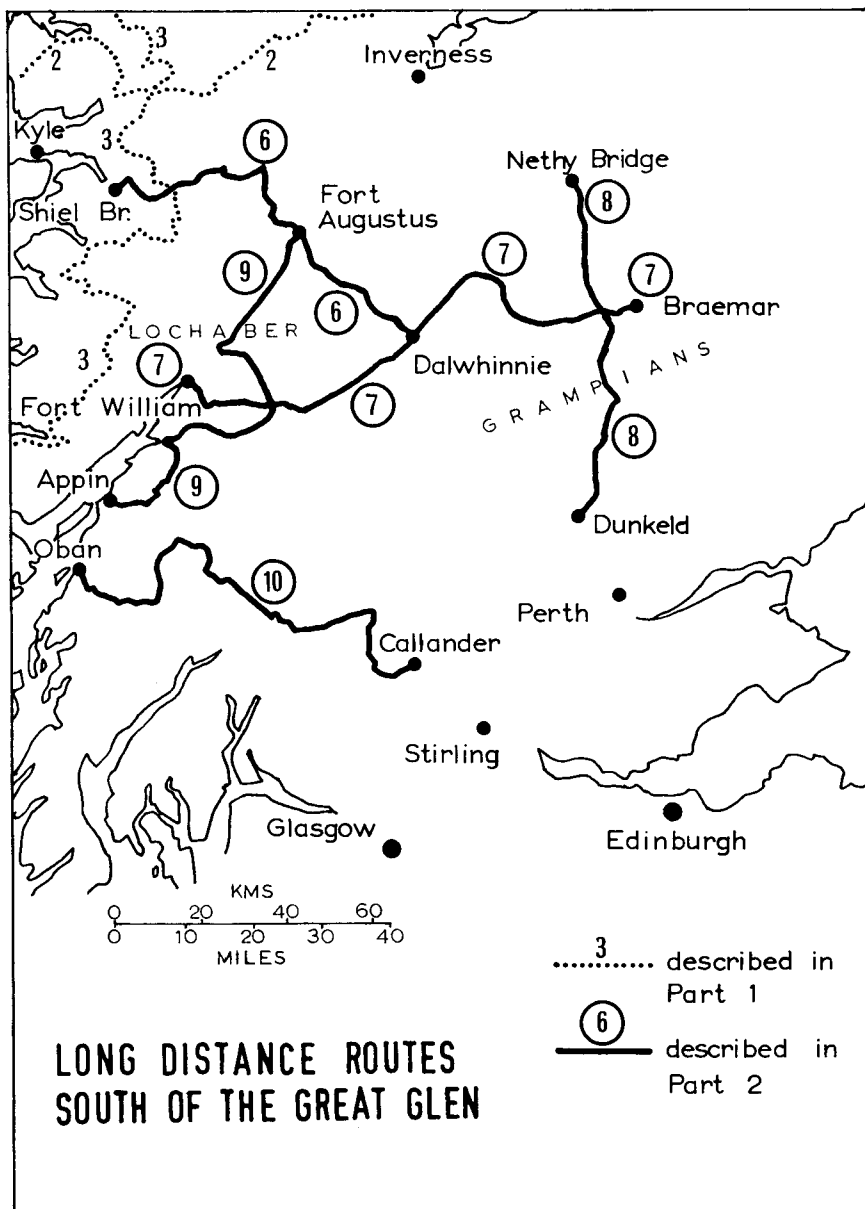 3
2
2
Inverness
Kyle
3
6
Nethy Bridge
Shiel Br.
Fort
Augustus
8
9
7
7
6
Braemar
LOCHABER
3
7
Dalwhinnie
Fort William
7
GRAMPIANS
8
Appin
9
Dunkeld
Oban
10
Perth
Callander
Stirling
Glasgow
Edinburgh
KMS
0 20 40 60
0 10 20 30 40
MILES
3 described in
Part 1
6
described in
Part 2
LONG DISTANCE ROUTES
SOUTH OF THE GREAT GLEN